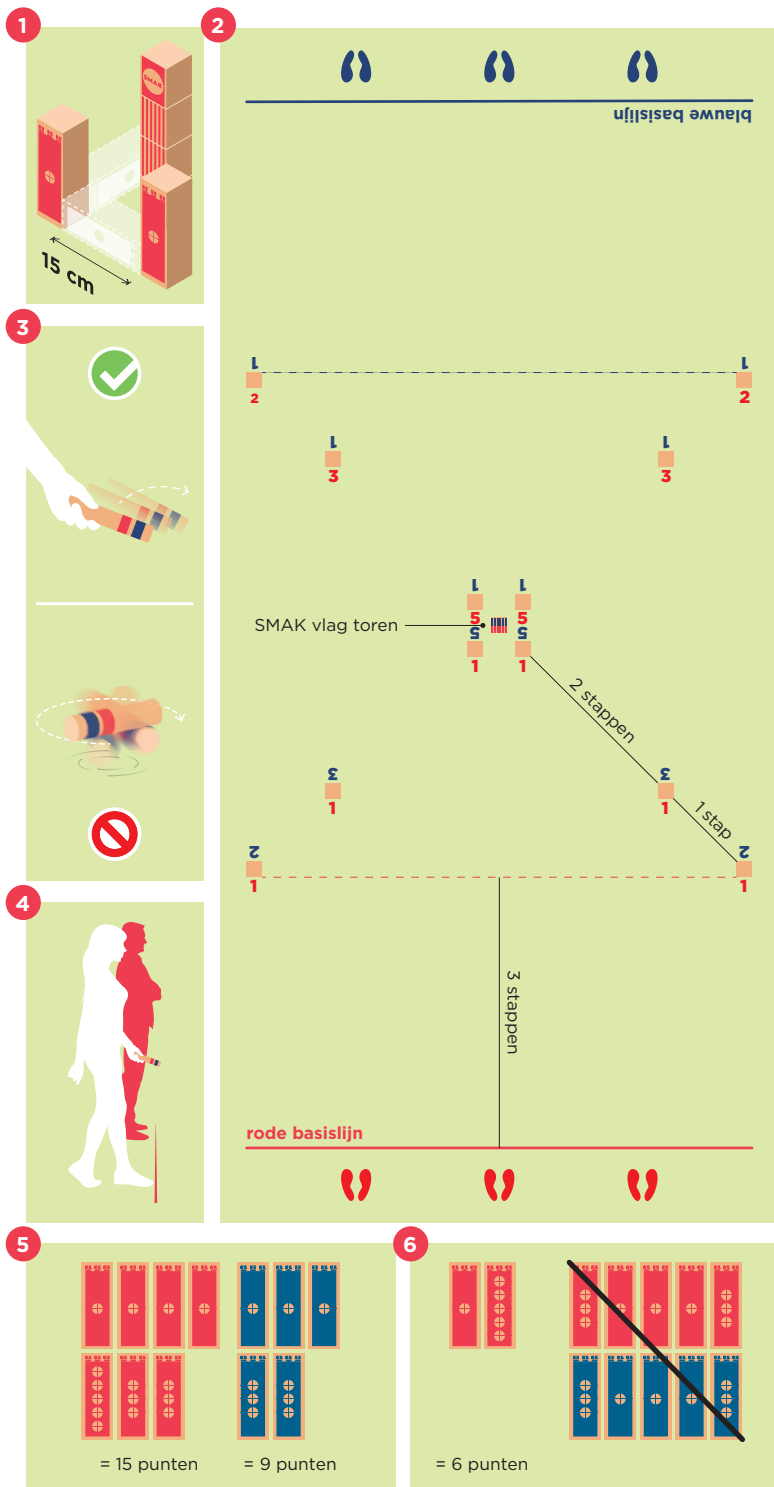 1
SMAK
15 cm
2
blauwe basislijn
1
1
2
2
1
1
3
3
1
1
5
5
SMAK vlag toren
5
5
1
1
2 stappen
3
3
1
1
1 stap
2
2
1
1
3 stappen
rode basislijn
3
4
5
= 15 punten
= 9 punten
6
= 6 punten